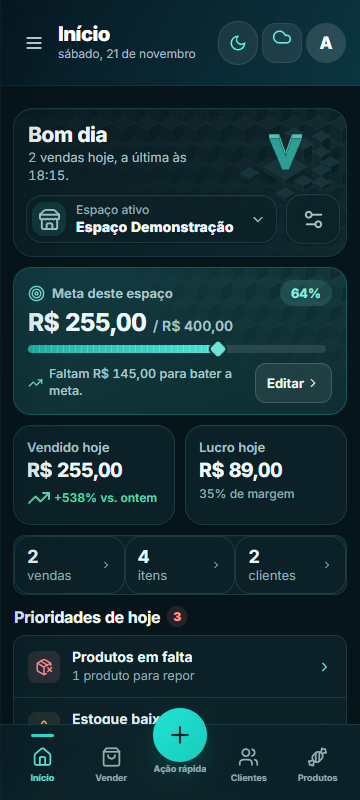 Início
sábado, 21 de novembro
A
Bom dia
2 vendas hoje, a última às
18:15.
V
Espaço ativo
Espaço Demonstração
Meta deste espaço
64%
R$ 255,00 / R$ 400,00
Faltam R$ 145,00 para bater a
meta.
Editar
Vendido hoje
R$ 255,00
+538% vs. ontem
Lucro hoje
R$ 89,00
35% de margem
2
vendas
4
itens
2
clientes
Prioridades de hoje 3
Produtos em falta
1 produto para repor
Estoque baixo
Início
Vender
Ação rápida
Clientes
Produtos